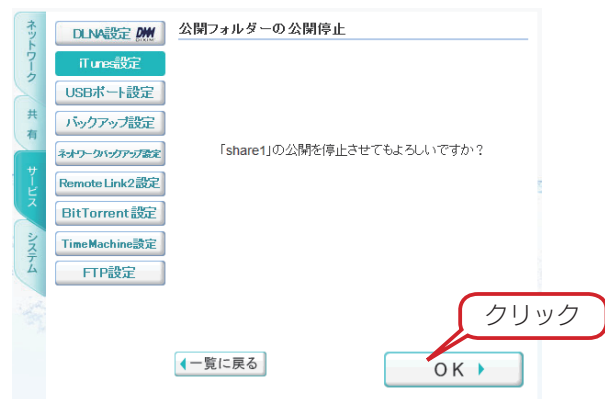 ネットワーク
共有
サービス
システム
DLNA設定
iTunes設定
USBポート設定
バックアップ設定
ネットワークバックアップ設定
Remote Link2設定
BitTorrent設定
TimeMachine設定
FTP設定
公開フォルダーの公開停止
「share1」の公開を停止させてもよろしいですか？
クリック
一覧に戻る
OK